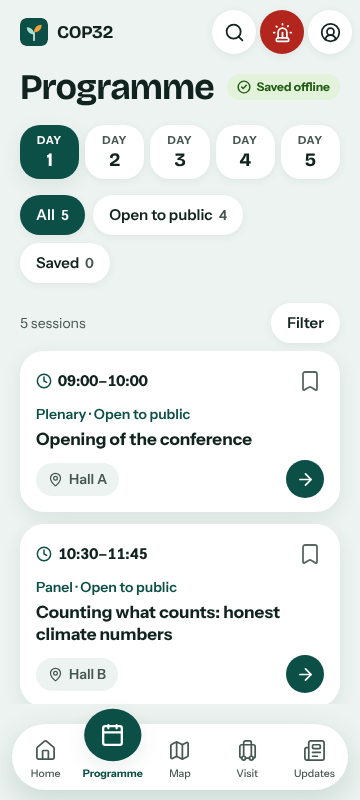 COP32
Programme
Saved offline
DAY
1
DAY
2
DAY
3
DAY
4
DAY
5
All 5
Open to public 4
Saved 0
5 sessions
Filter
09:00–10:00
Plenary · Open to public
Opening of the conference
Hall A
10:30–11:45
Panel · Open to public
Counting what counts: honest
climate numbers
Hall B
Home
Programme
Map
Visit
Updates